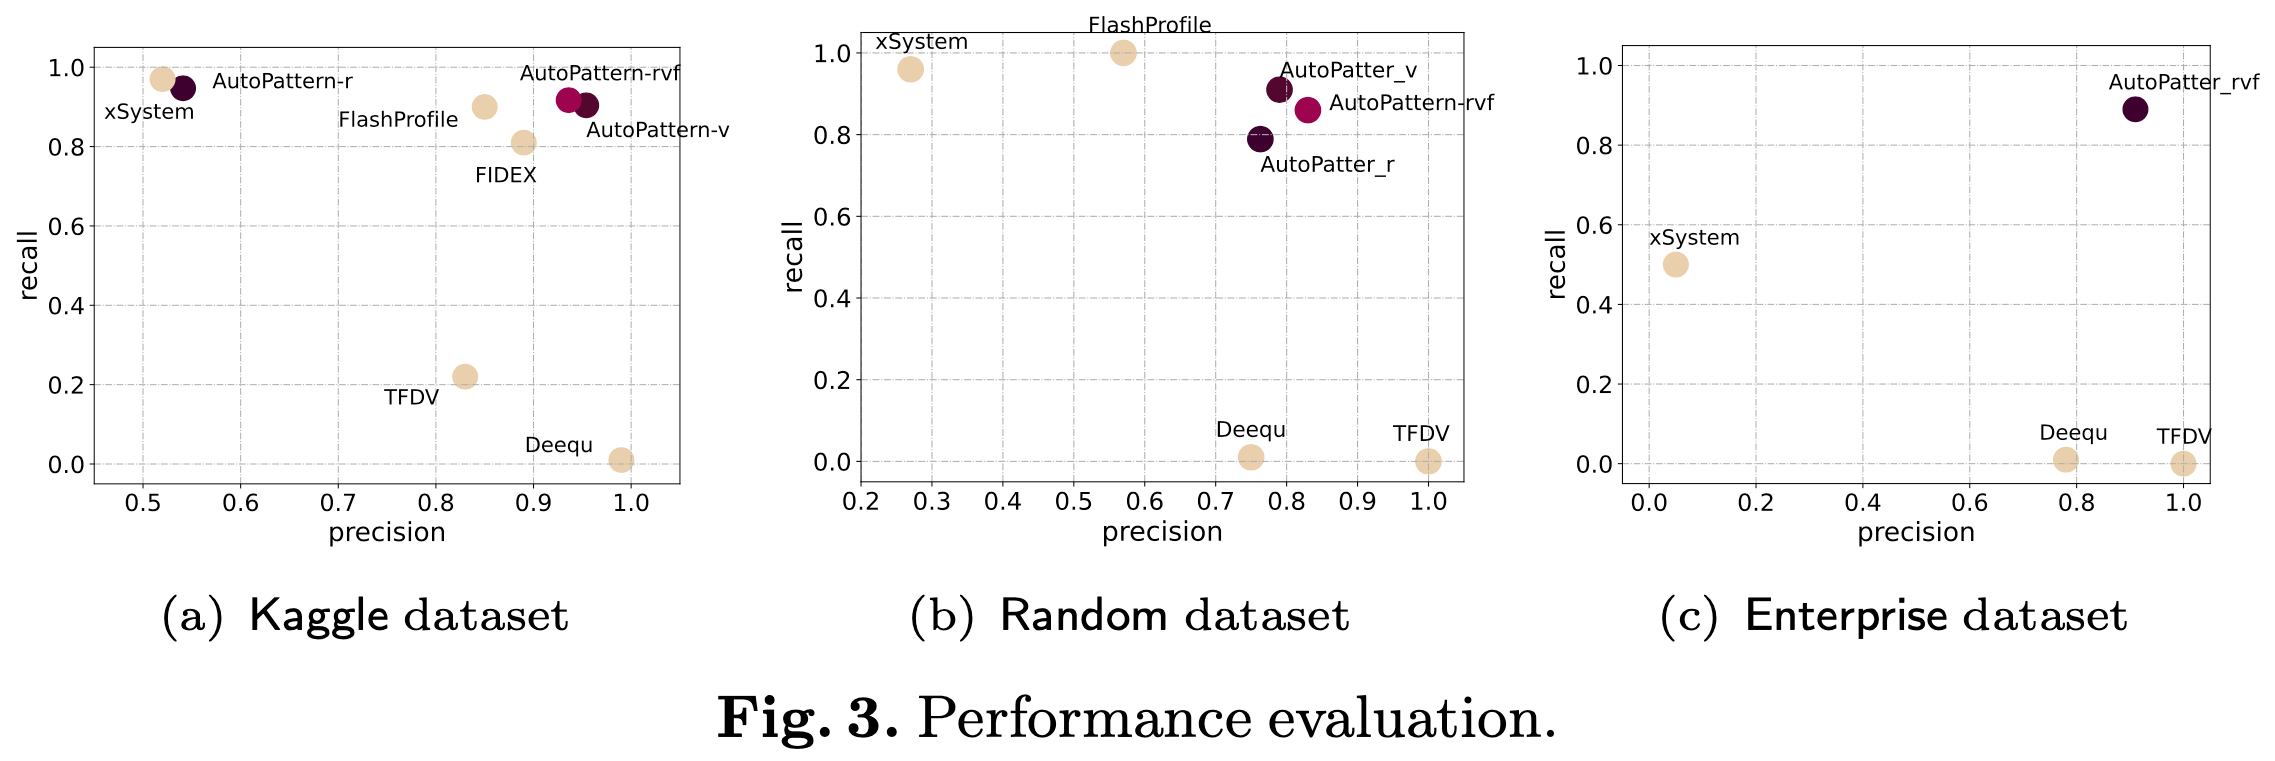 1.0
0.8
0.6
0.4
0.2
0.0
recall
xSystem
AutoPattern-r
AutoPattern-rvf
AutoPattern-v
FlashProfile
FIDEX
TFDV
Deequ
0.5 0.6 0.7 0.8 0.9 1.0
precision
(a) Kaggle dataset
1.0
0.8
0.6
0.4
0.2
0.0
recall
FlashProfile
xSystem
AutoPatter_v
AutoPattern-rvf
AutoPatter_r
Deequ
TFDV
0.2 0.3 0.4 0.5 0.6 0.7 0.8 0.9 1.0
precision
(b) Random dataset
1.0
0.8
0.6
0.4
0.2
0.0
recall
AutoPatter_rvf
xSystem
Deequ
TFDV
0.0 0.2 0.4 0.6 0.8 1.0
precision
(c) Enterprise dataset
Fig. 3. Performance evaluation.